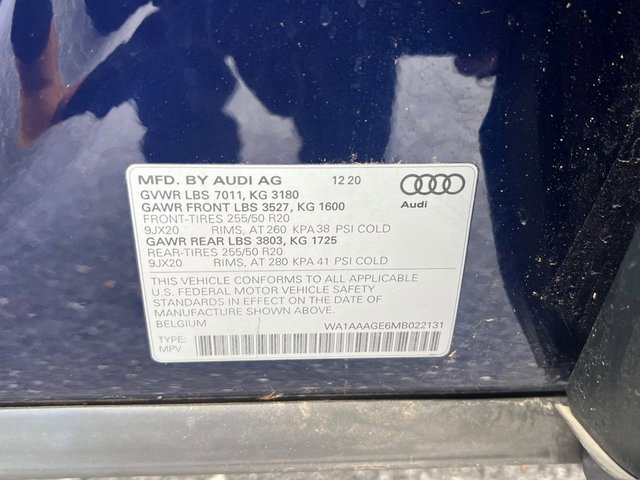 MFD. BY AUDI AG 12 20
GVWR LBS 7011, KG 3180
GAWR FRONT LBS 3527, KG 1600
FRONT-TIRES 255/50 R20
9JX20 RIMS, AT 260 KPA 38 PSI COLD
GAWR REAR LBS 3803, KG 1725
REAR-TIRES 255/50 R20
9JX20 RIMS, AT 280 KPA 41 PSI COLD
Audi
THIS VEHICLE CONFORMS TO ALL APPLICABLE
U.S. FEDERAL MOTOR VEHICLE SAFETY
STANDARDS IN EFFECT ON THE DATE OF
MANUFACTURE SHOWN ABOVE.
BELGIUM WA1AAAGE6MB022131
TYPE:
MPV